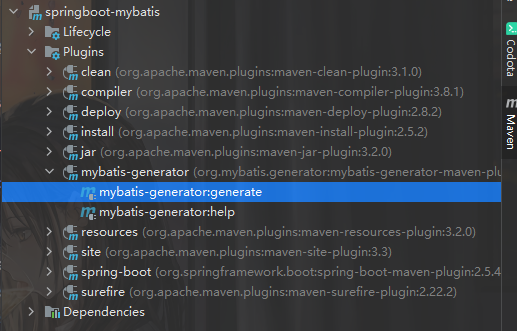 springboot-mybatis
Lifecycle
Plugins
clean (org.apache.maven.plugins:maven-clean-plugin:3.1.0)
compiler (org.apache.maven.plugins:maven-compiler-plugin:3.8.1)
deploy (org.apache.maven.plugins:maven-deploy-plugin:2.8.2)
install (org.apache.maven.plugins:maven-install-plugin:2.5.2)
jar (org.apache.maven.plugins:maven-jar-plugin:3.2.0)
mybatis-generator (org.mybatis.generator:mybatis-generator-maven-plu
mybatis-generator:generate
mybatis-generator:help
resources (org.apache.maven.plugins:maven-resources-plugin:3.2.0)
site (org.apache.maven.plugins:maven-site-plugin:3.3)
spring-boot (org.springframework.boot:spring-boot-maven-plugin:2.5.4
surefire (org.apache.maven.plugins:maven-surefire-plugin:2.22.2)
Dependencies
Codota
Maven